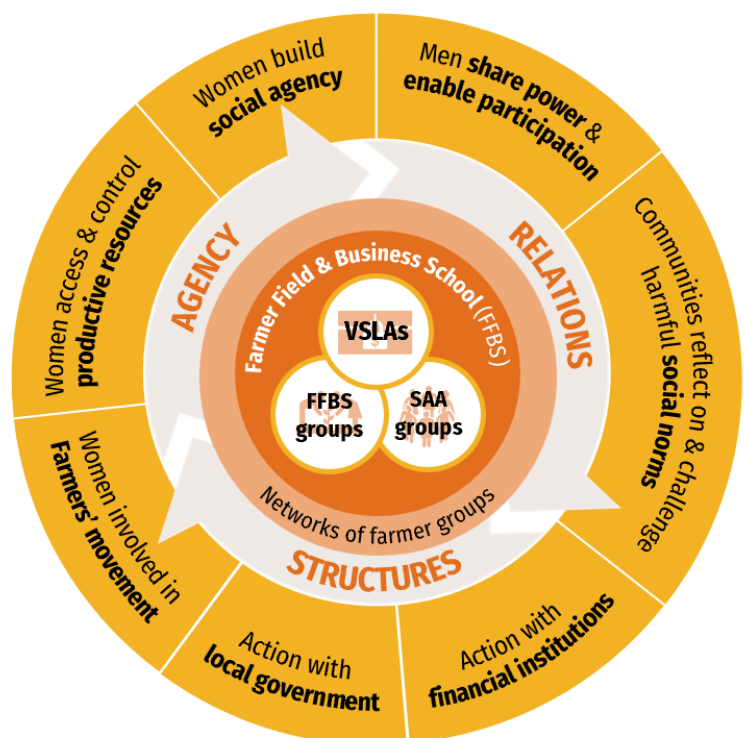 Women build
social agency
Men share power &
enable participation
Communities reflect on & challenge
harmful social norms
Action with
financial institutions
Action with
local government
Women involved in
Farmers' movement
Women access & control
productive resources
AGENCY
RELATIONS
STRUCTURES
Farmer Field & Business School (FFBS)
VSLAs
FFBS
groups
SAA
groups
Networks of farmer groups